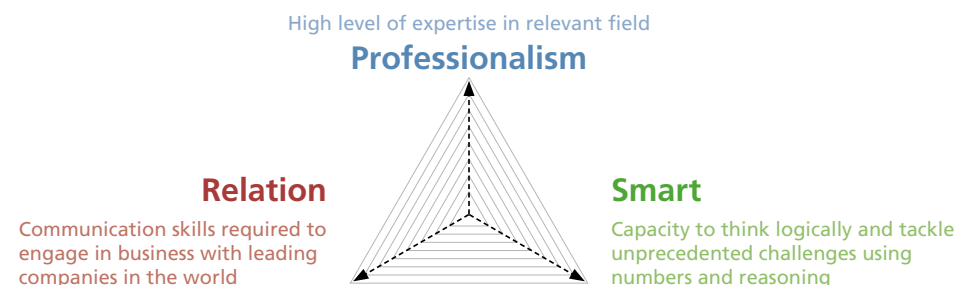 High level of expertise in relevant field
Professionalism
Relation
Communication skills required to
engage in business with leading
companies in the world
Smart
Capacity to think logically and tackle
unprecedented challenges using
numbers and reasoning